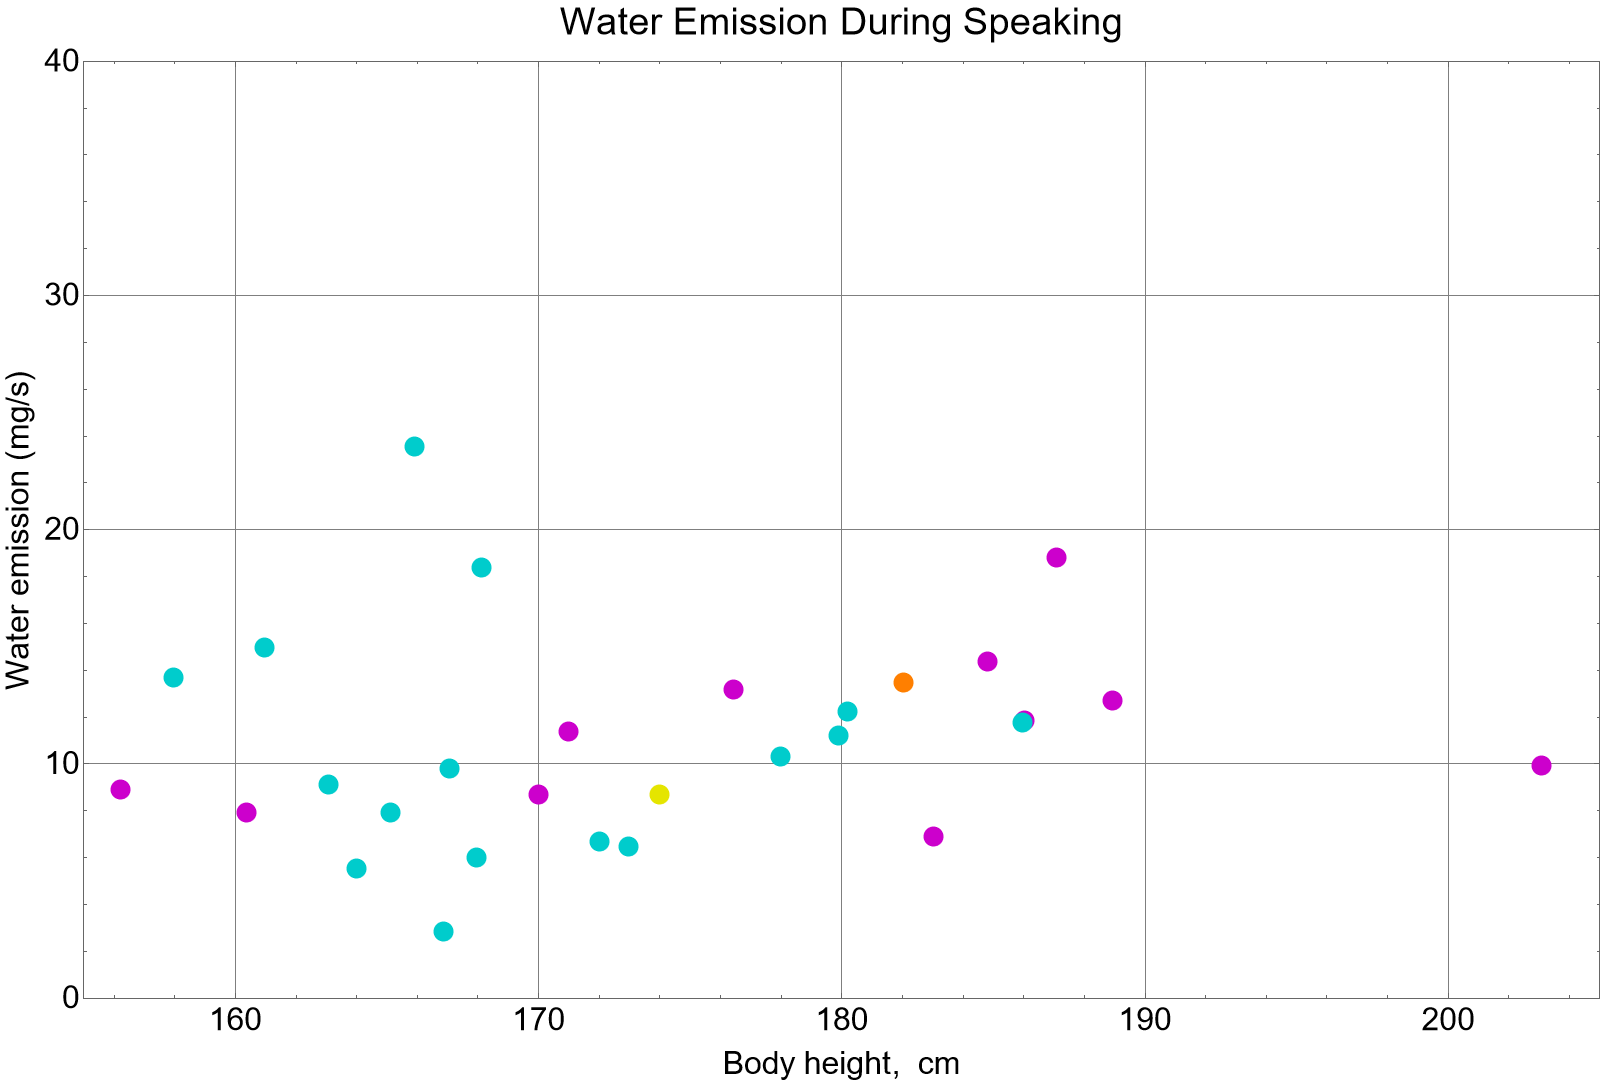 Water Emission During Speaking
40
30
20
10
0
Water emission (mg/s)
160 170 180 190 200
Body height, cm